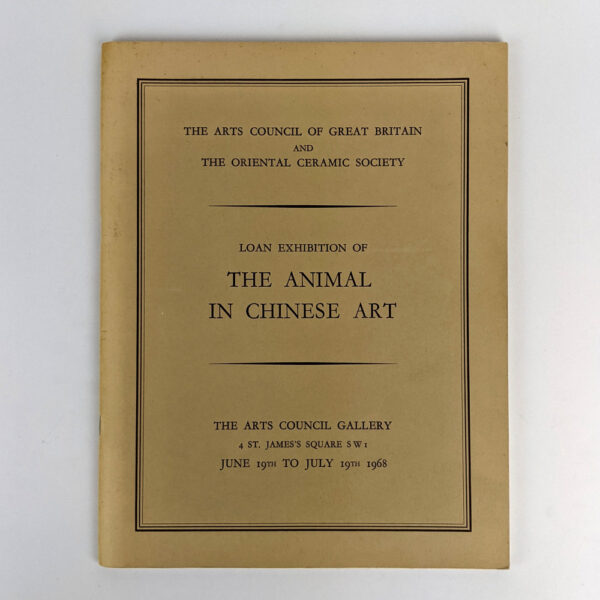 THE ARTS COUNCIL OF GREAT BRITAIN
AND
THE ORIENTAL CERAMIC SOCIETY
LOAN EXHIBITION OF
THE ANIMAL
IN CHINESE ART
THE ARTS COUNCIL GALLERY
4 ST. JAMES'S SQUARE S W 1
JUNE 19TH TO JULY 19TH 1968